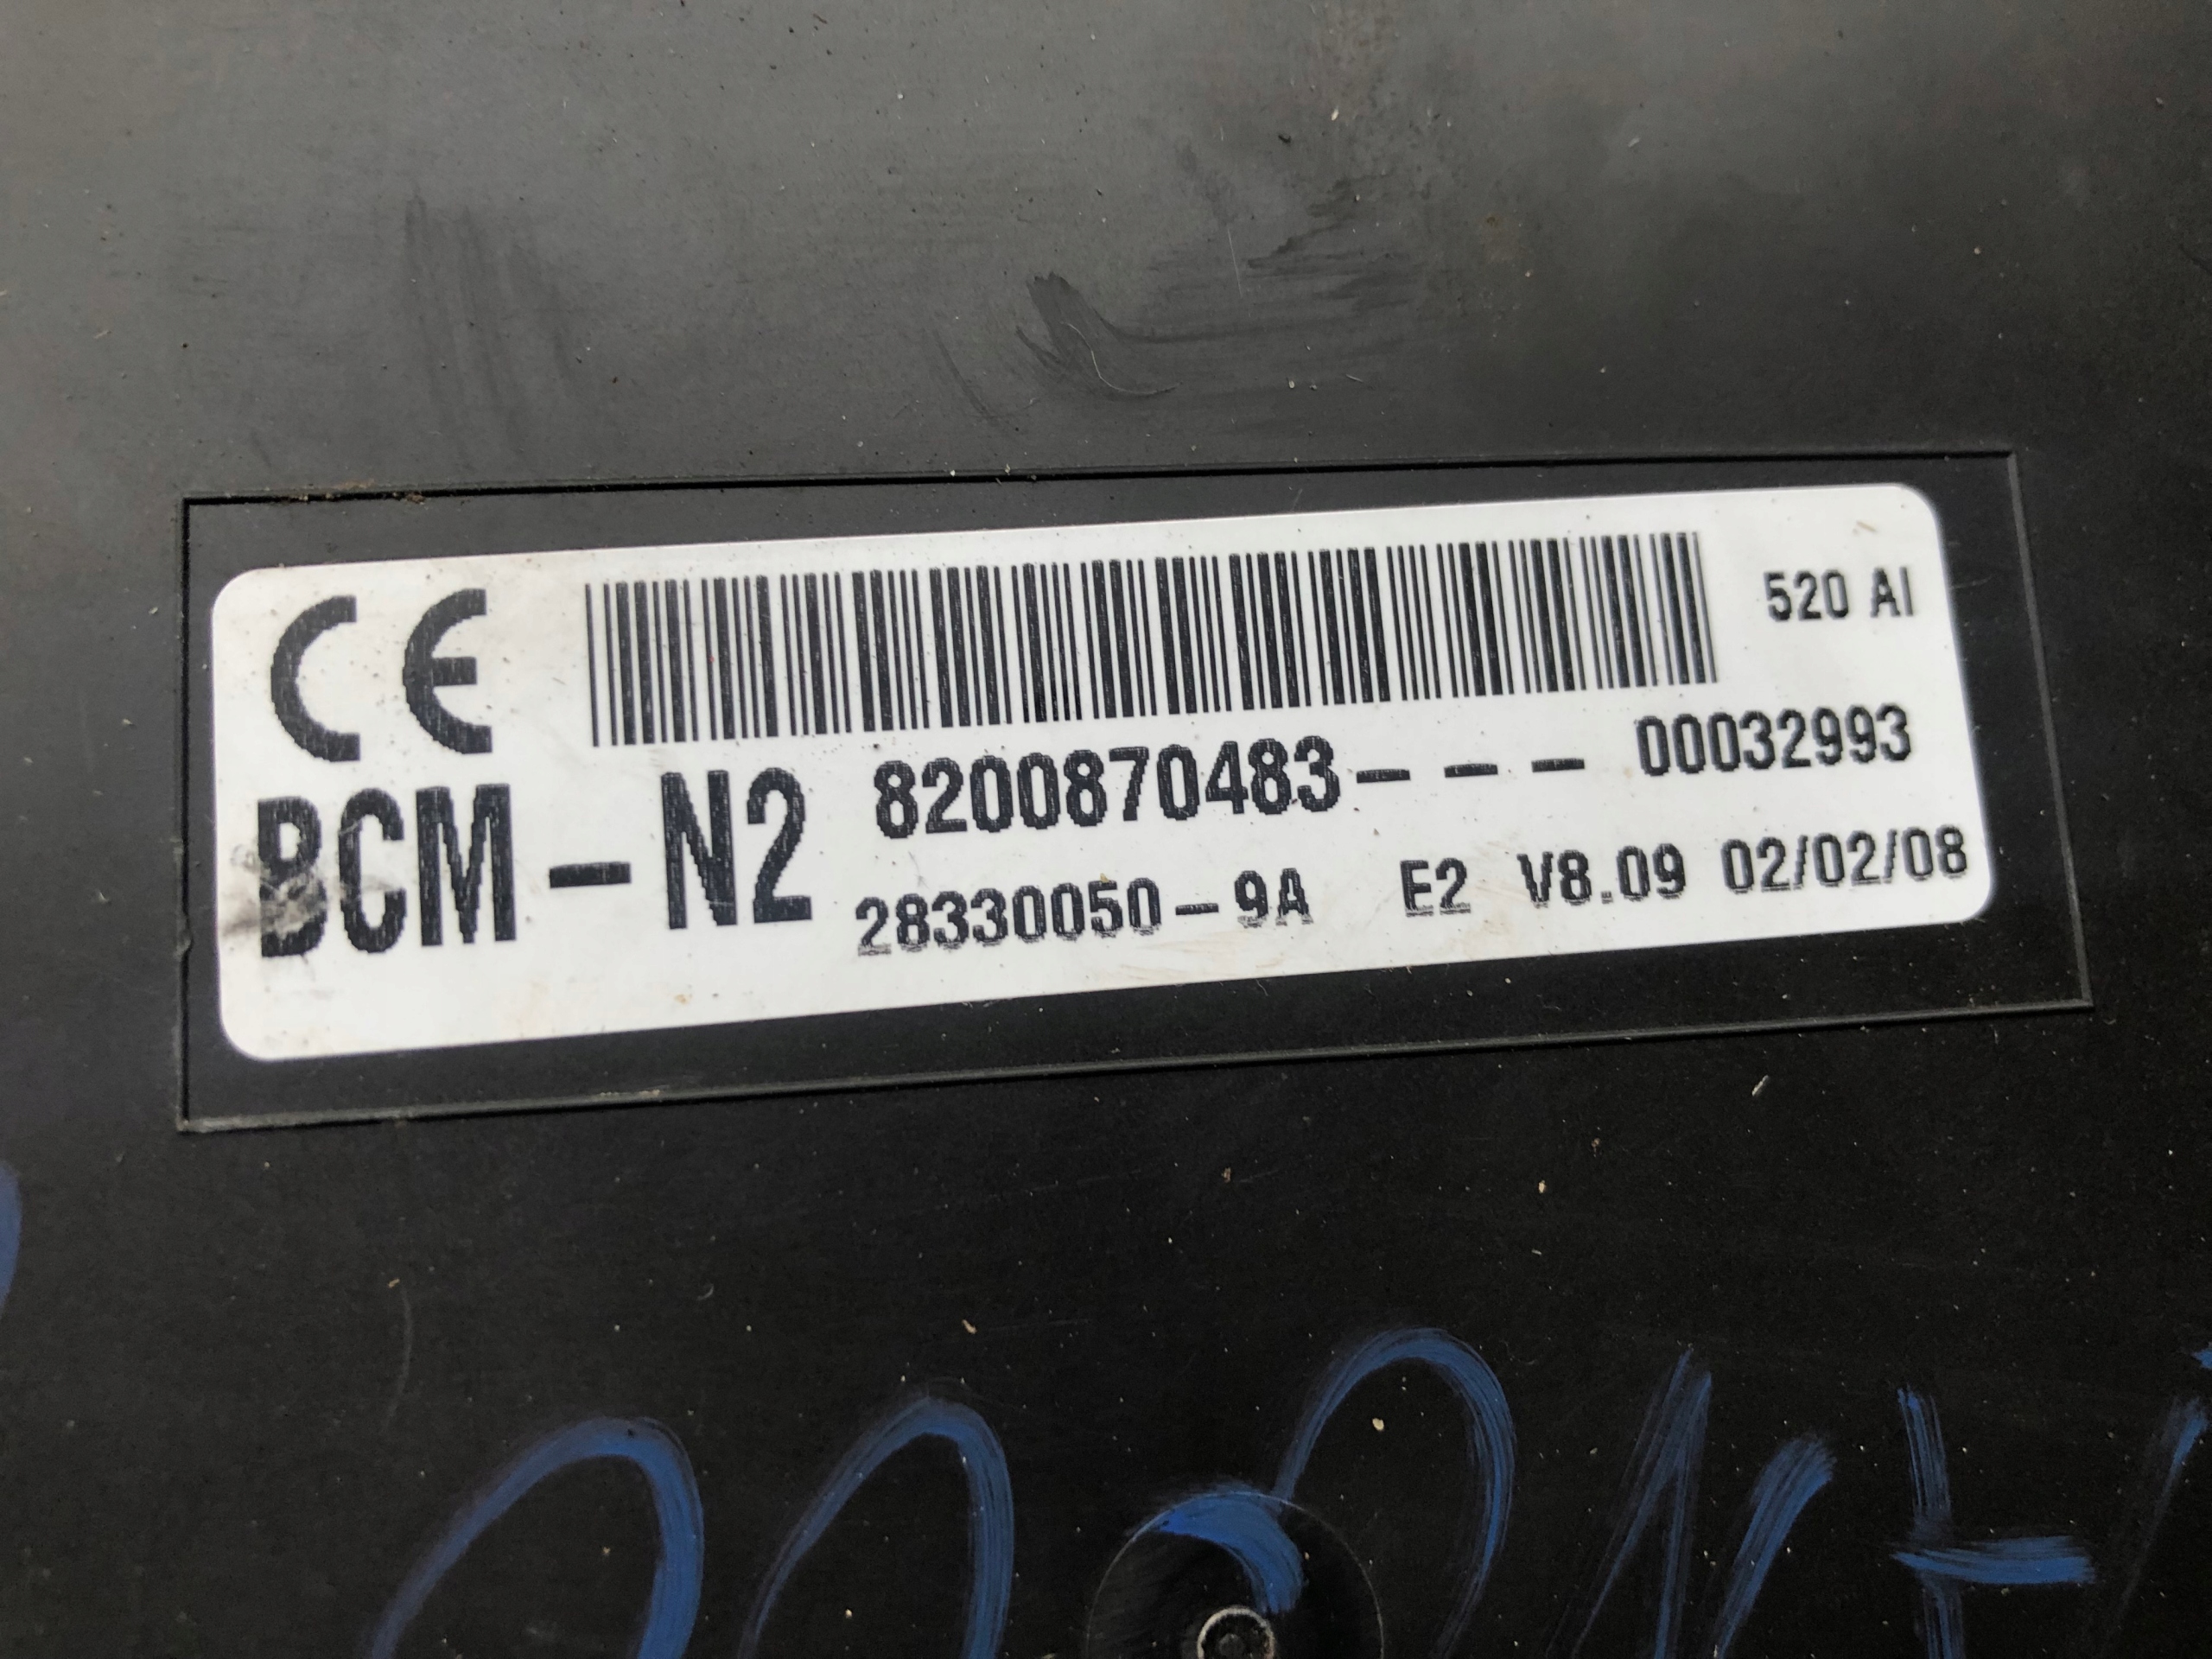 CE 520 AI
BCM-N2 8200870483--- 00032993
28330050-9A E2 V8.09 02/02/08